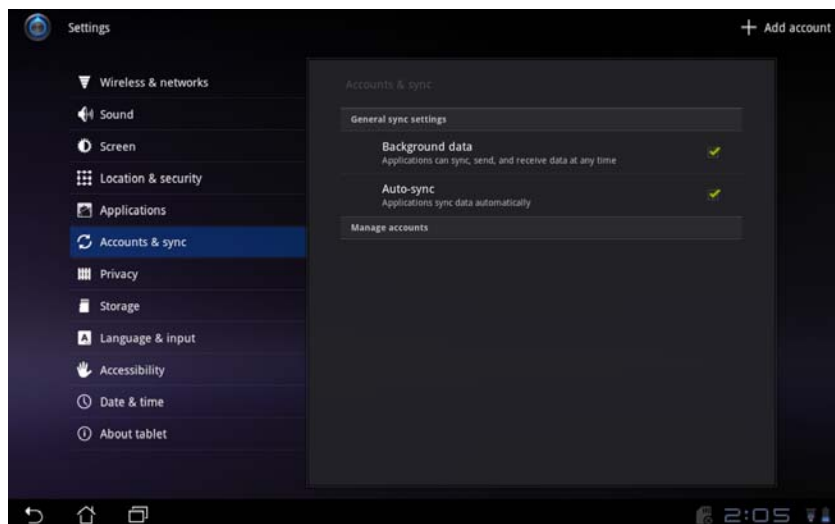 Settings
Add account
Wireless & networks
Sound
Screen
Location & security
Applications
Accounts & sync
Privacy
Storage
Language & input
Accessibility
Date & time
About tablet
Accounts & sync
General sync settings
Background data
Applications can sync, send, and receive data at any time
Auto-sync
Applications sync data automatically
Manage accounts
2:05